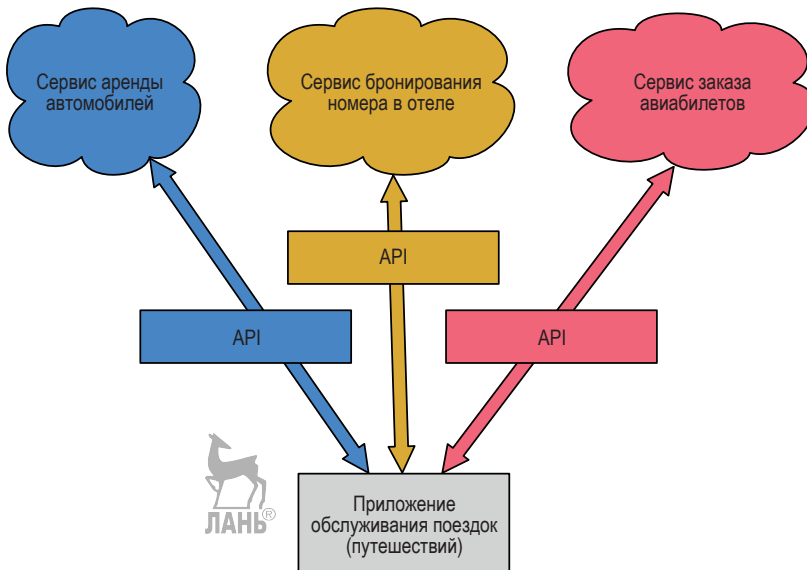 Сервис аренды
автомобилей
Сервис бронирования
номера в отеле
Сервис заказа
авиабилетов
API
API
API
Приложение
обслуживания поездок
(путешествий)
ЛАНЬ®